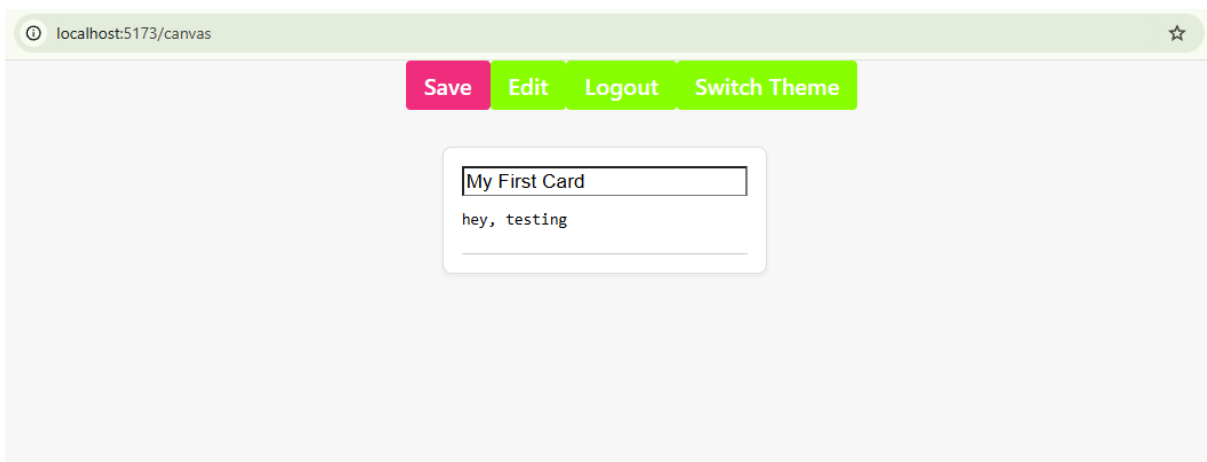 localhost:5173/canvas
Save Edit Logout Switch Theme
My First Card
hey, testing